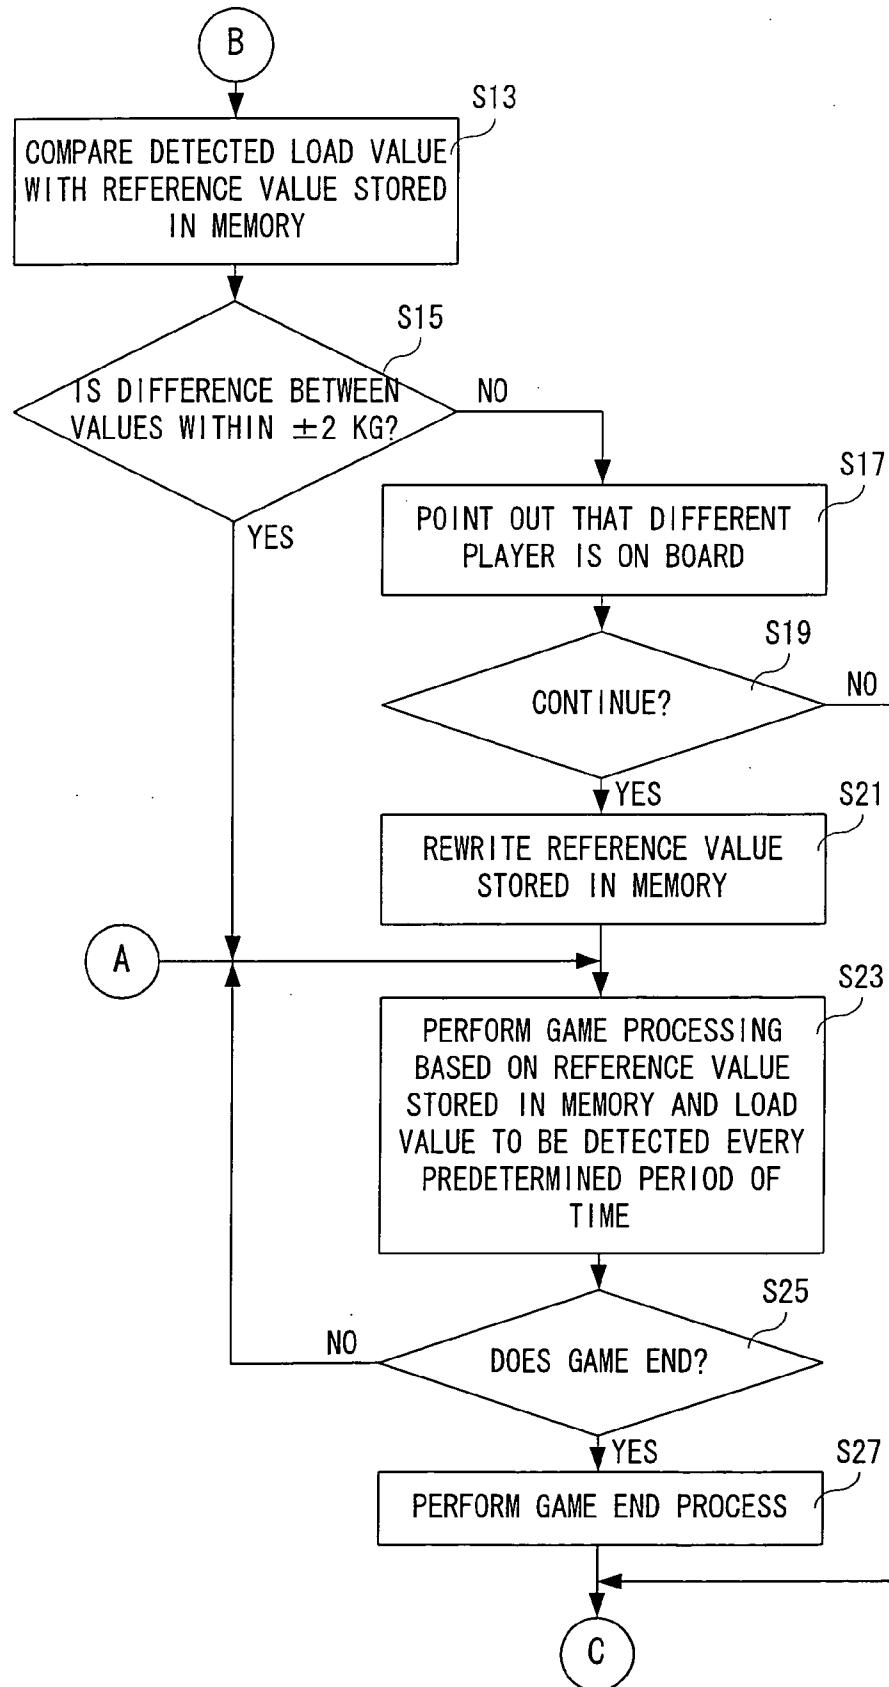 B
S13
COMPARE DETECTED LOAD VALUE
WITH REFERENCE VALUE STORED
IN MEMORY
S15
IS DIFFERENCE BETWEEN
VALUES WITHIN ±2 KG?
NO
YES
S17
POINT OUT THAT DIFFERENT
PLAYER IS ON BOARD
S19
CONTINUE?
NO
YES
S21
REWRITE REFERENCE VALUE
STORED IN MEMORY
A
S23
PERFORM GAME PROCESSING
BASED ON REFERENCE VALUE
STORED IN MEMORY AND LOAD
VALUE TO BE DETECTED EVERY
PREDETERMINED PERIOD OF
TIME
S25
DOES GAME END?
NO
YES
S27
PERFORM GAME END PROCESS
C